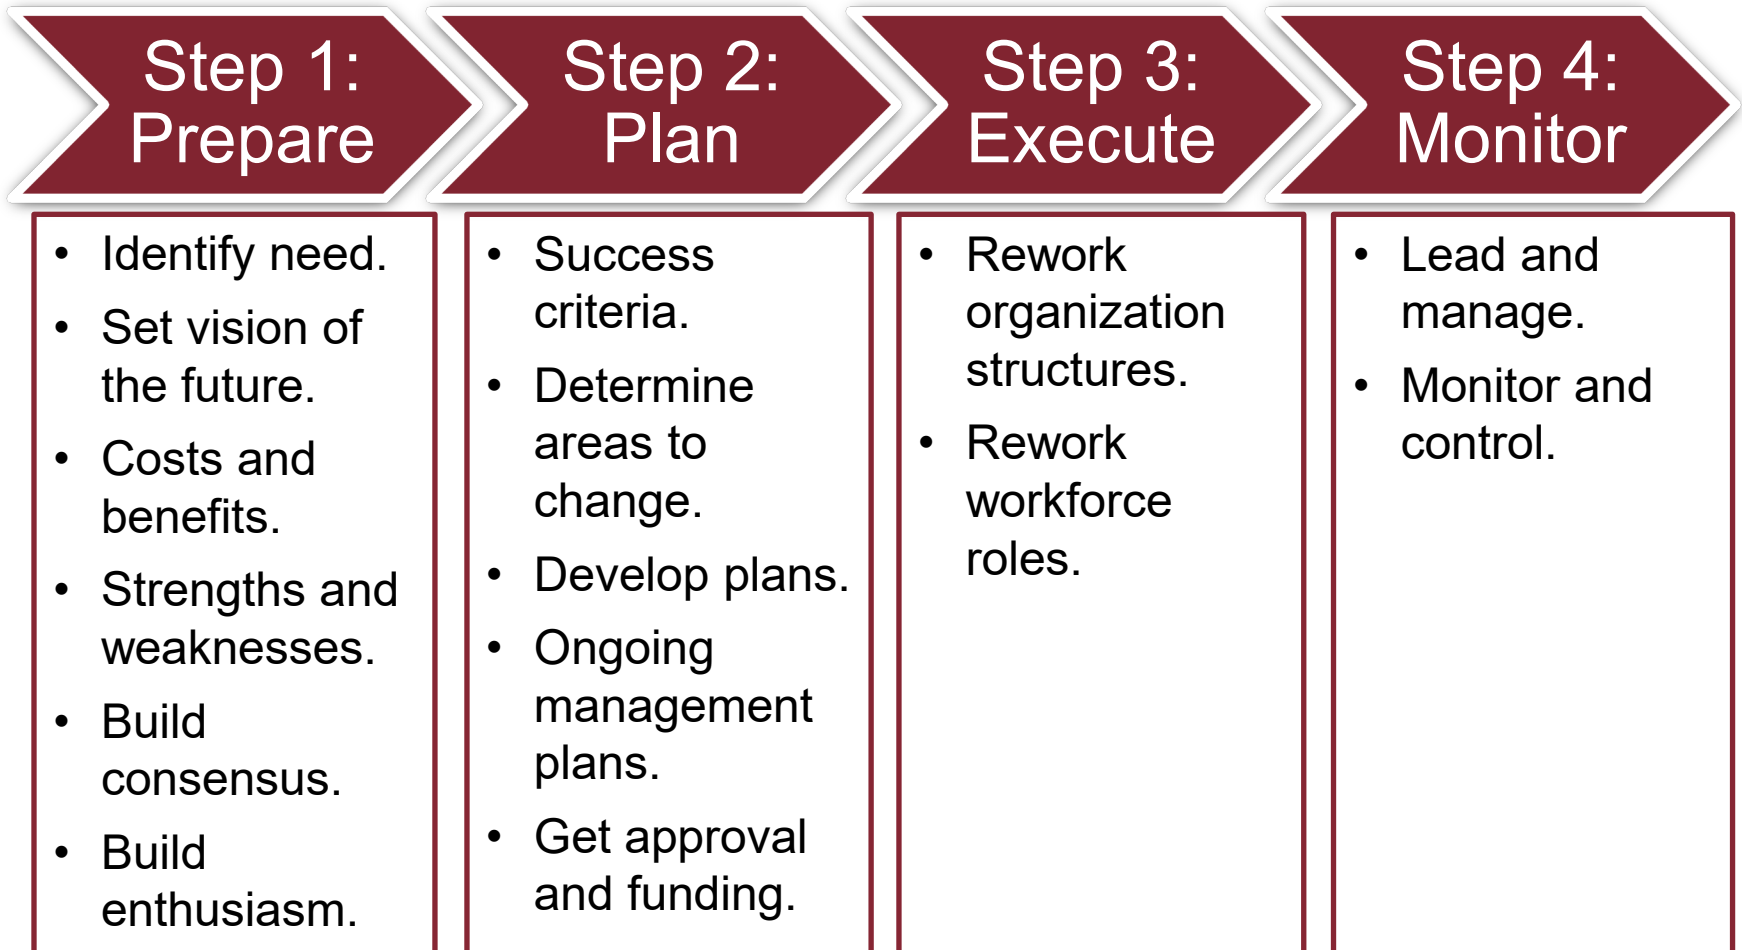 Step 1:
Prepare
Step 2:
Plan
Step 3:
Execute
Step 4:
Monitor
• Identify need.
• Set vision of
the future.
• Costs and
benefits.
• Strengths and
weaknesses.
• Build
consensus.
• Build
enthusiasm.
• Success
criteria.
• Determine
areas to
change.
• Develop plans.
• Ongoing
management
plans.
• Get approval
and funding.
• Rework
organization
structures.
• Rework
workforce
roles.
• Lead and
manage.
• Monitor and
control.